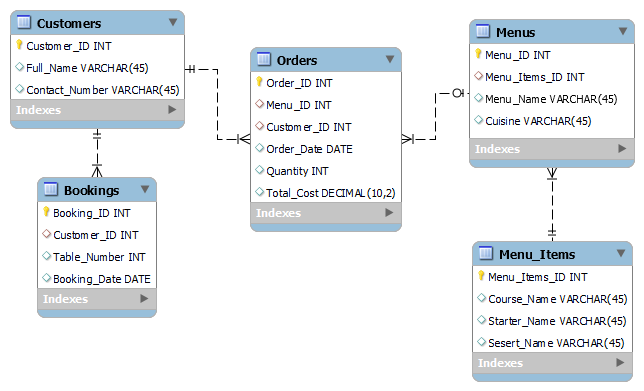 Customers
Customer_ID INT
Full_Name VARCHAR(45)
Contact_Number VARCHAR(45)
Indexes
Orders
Order_ID INT
Menu_ID INT
Customer_ID INT
Order_Date DATE
Quantity INT
Total_Cost DECIMAL(10,2)
Indexes
Menus
Menu_ID INT
Menu_Items_ID INT
Menu_Name VARCHAR(45)
Cuisine VARCHAR(45)
Indexes
Bookings
Booking_ID INT
Customer_ID INT
Table_Number INT
Booking_Date DATE
Indexes
Menu_Items
Menu_Items_ID INT
Course_Name VARCHAR(45)
Starter_Name VARCHAR(45)
Sesert_Name VARCHAR(45)
Indexes